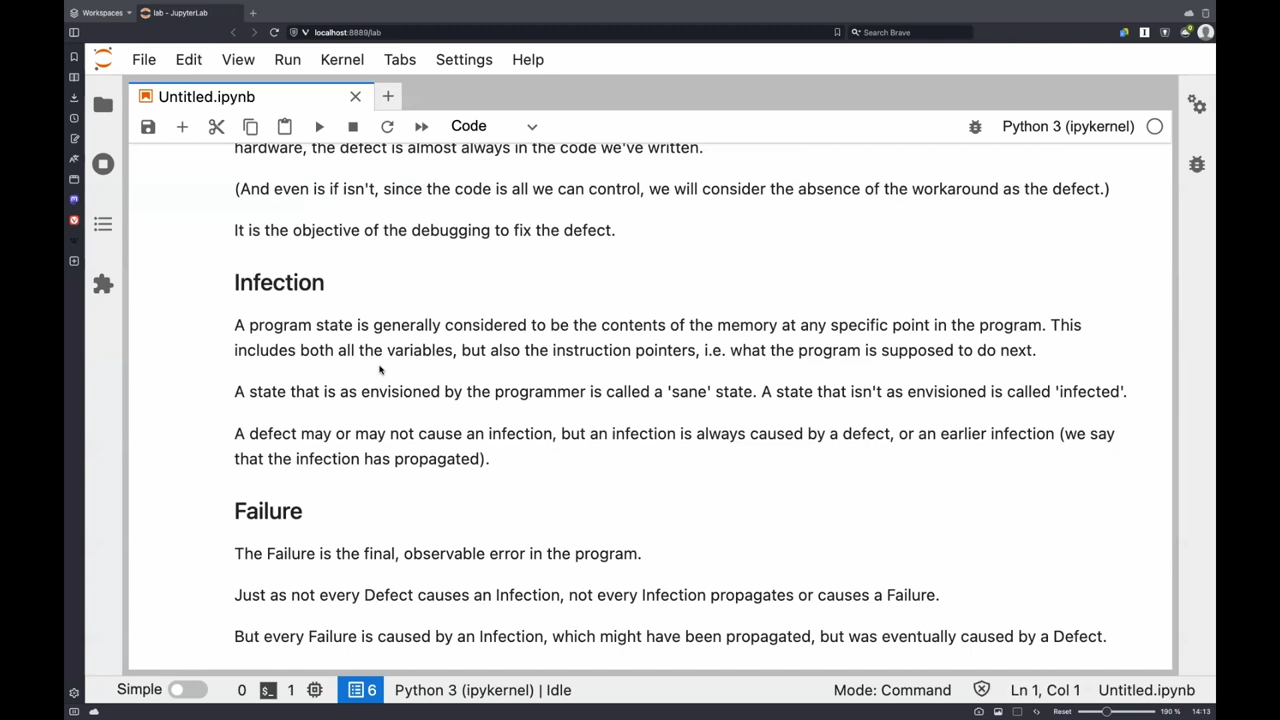 Workspaces
lab - JupyterLab
localhost:8889/lab
Search Brave
File Edit View Run Kernel Tabs Settings Help
Untitled.ipynb
Code
Python 3 (ipykernel)
hardware, the defect is almost always in the code we've written.
(And even is if isn't, since the code is all we can control, we will consider the absence of the workaround as the defect.)
It is the objective of the debugging to fix the defect.
Infection
A program state is generally considered to be the contents of the memory at any specific point in the program. This
includes both all the variables, but also the instruction pointers, i.e. what the program is supposed to do next.
A state that is as envisioned by the programmer is called a 'sane' state. A state that isn't as envisioned is called 'infected'.
A defect may or may not cause an infection, but an infection is always caused by a defect, or an earlier infection (we say
that the infection has propagated).
Failure
The Failure is the final, observable error in the program.
Just as not every Defect causes an Infection, not every Infection propagates or causes a Failure.
But every Failure is caused by an Infection, which might have been propagated, but was eventually caused by a Defect.
Simple 0 1 6 Python 3 (ipykernel) | Idle Mode: Command Ln 1, Col 1 Untitled.ipynb
Reset 190 % 14:13